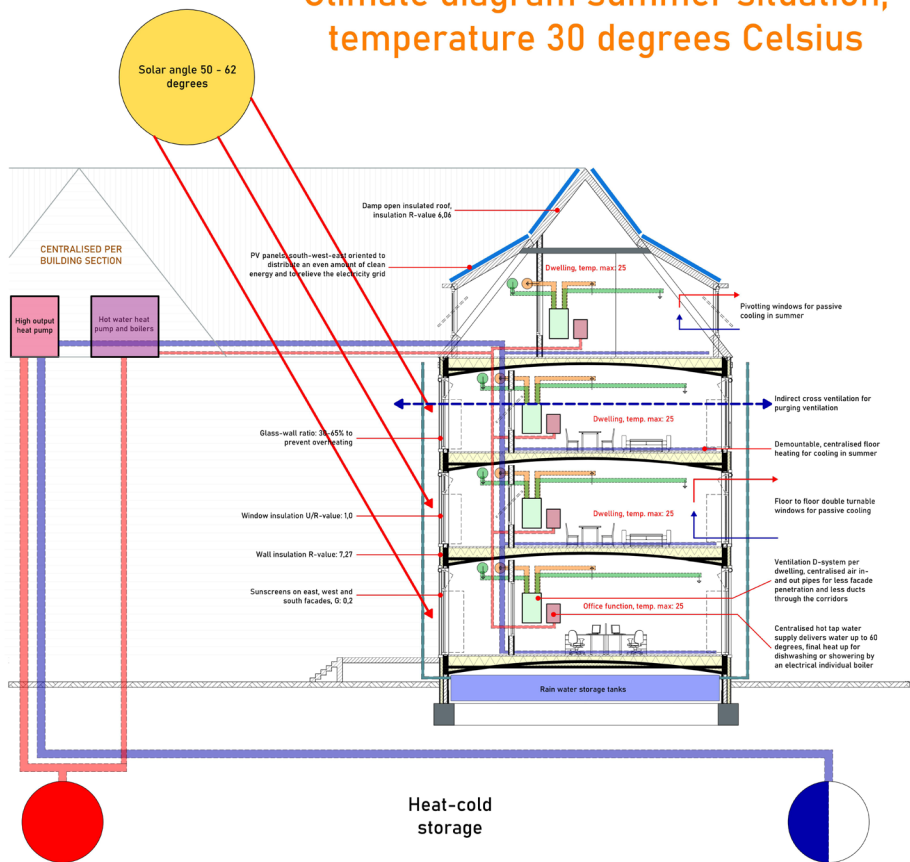 Climate diagram summer situation,
temperature 30 degrees Celsius
Solar angle 50 - 62
degrees
Damp open insulated roof,
insulation R-value 6,06
CENTRALISED PER
BUILDING SECTION
PV panels, south-west-east oriented to
distribute an even amount of clean
energy and to relieve the electricity grid
Dwelling, temp. max: 25
High output
heat pump
Hot water heat
pump and boilers
Pivotting windows for passive
cooling in summer
Indirect cross ventilation for
purging ventilation
Dwelling, temp. max: 25
Glass-wall ratio: 30-65% to
prevent overheating
Demountable, centralised floor
heating for cooling in summer
Window insulation U/R-value: 1,0
Dwelling, temp. max: 25
Floor to floor double turnable
windows for passive cooling
Wall insulation R-value: 7,27
Sunscreens on east, west and
south facades, G: 0,2
Office function, temp. max: 25
Ventilation D-system per
dwelling, centralised air in-
and out pipes for less facade
penetration and less ducts
through the corridors
Centralised hot tap water
supply delivers water up to 60
degrees, final heat up for
dishwashing or showering by
an electrical individual boiler
Rain water storage tanks
Heat-cold
storage